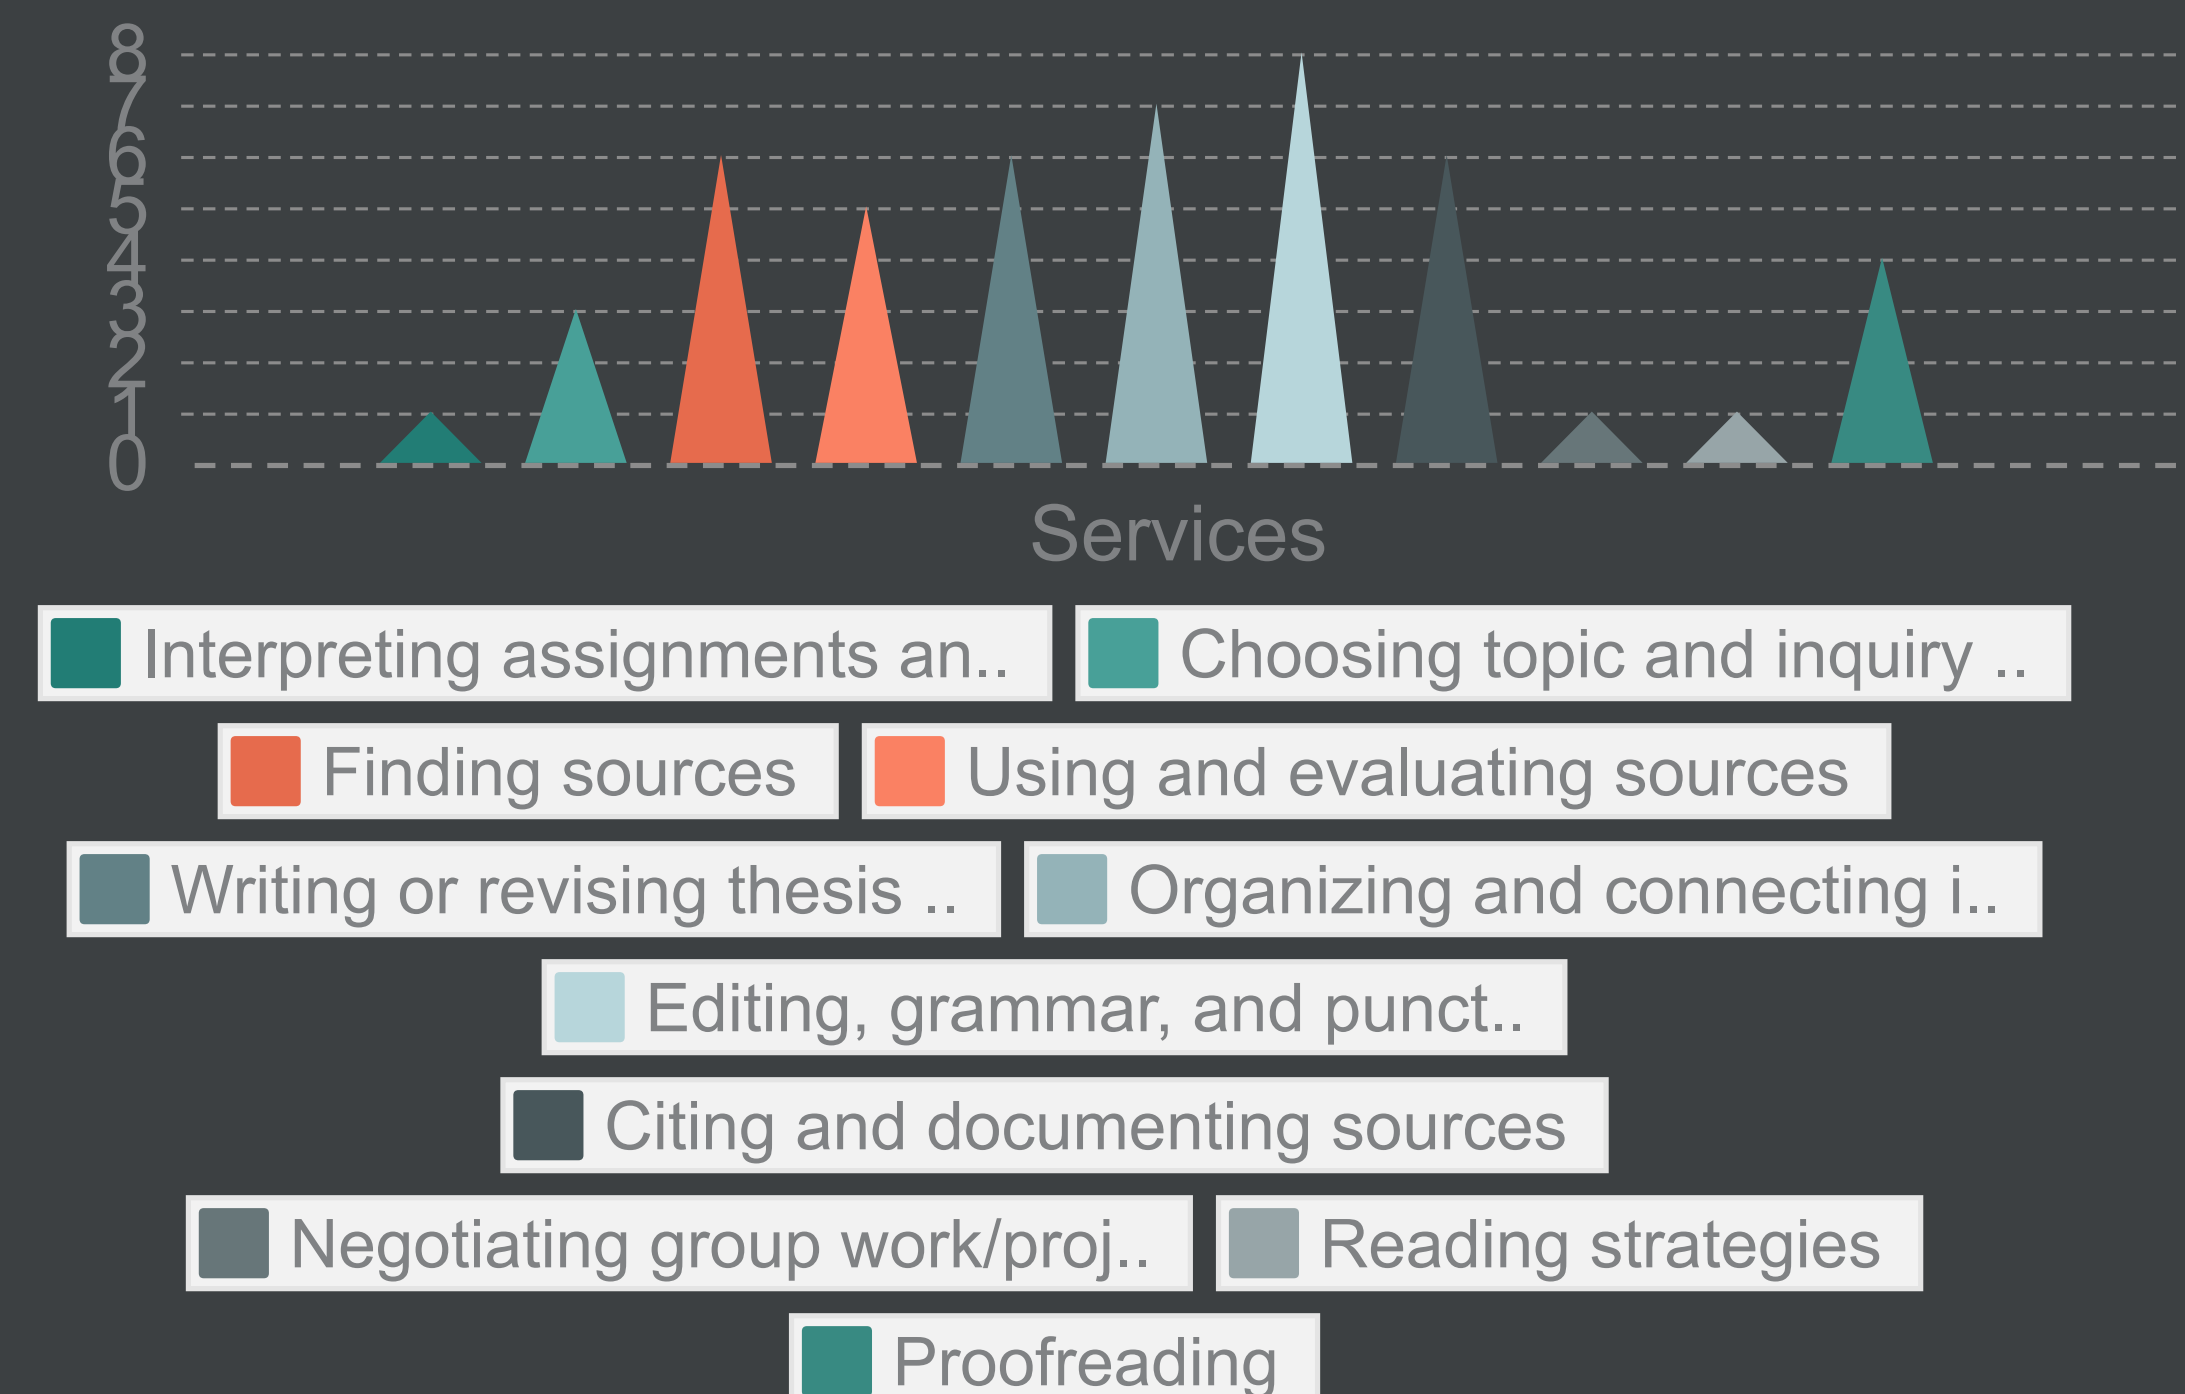 8
7
6
5
4
3
2
1
0
Services
Interpreting assignments an.. Choosing topic and inquiry ..
Finding sources Using and evaluating sources
Writing or revising thesis .. Organizing and connecting i..
Editing, grammar, and punct..
Citing and documenting sources
Negotiating group work/proj.. Reading strategies
Proofreading